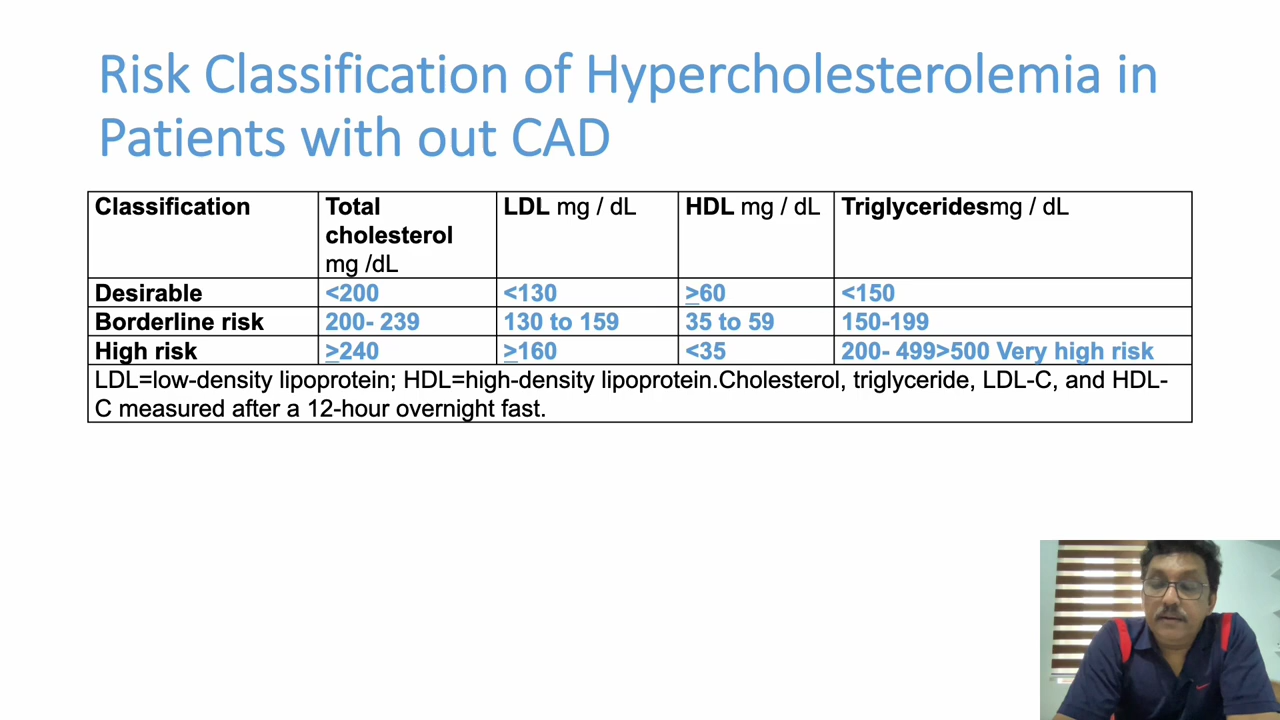 Risk Classification of Hypercholesterolemia in
Patients with out CAD
Classification Total cholesterol mg /dL LDL mg / dL HDL mg / dL Triglyceridesmg / dL
Desirable <200 <130 ≥60 <150
Borderline risk 200- 239 130 to 159 35 to 59 150-199
High risk ≥240 ≥160 <35 200- 499>500 Very high risk
LDL=low-density lipoprotein; HDL=high-density lipoprotein.Cholesterol, triglyceride, LDL-C, and HDL-
C measured after a 12-hour overnight fast.